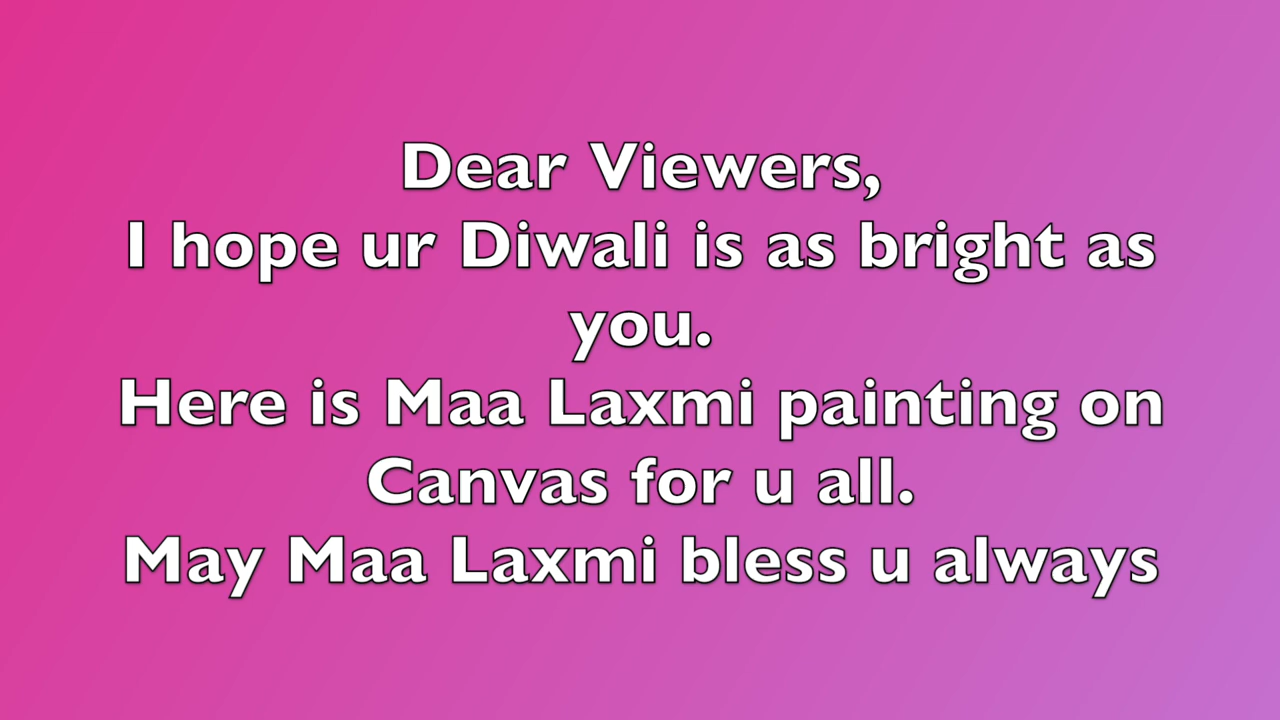 Dear Viewers,
I hope ur Diwali is as bright as
you.
Here is Maa Laxmi painting on
Canvas for u all.
May Maa Laxmi bless u always